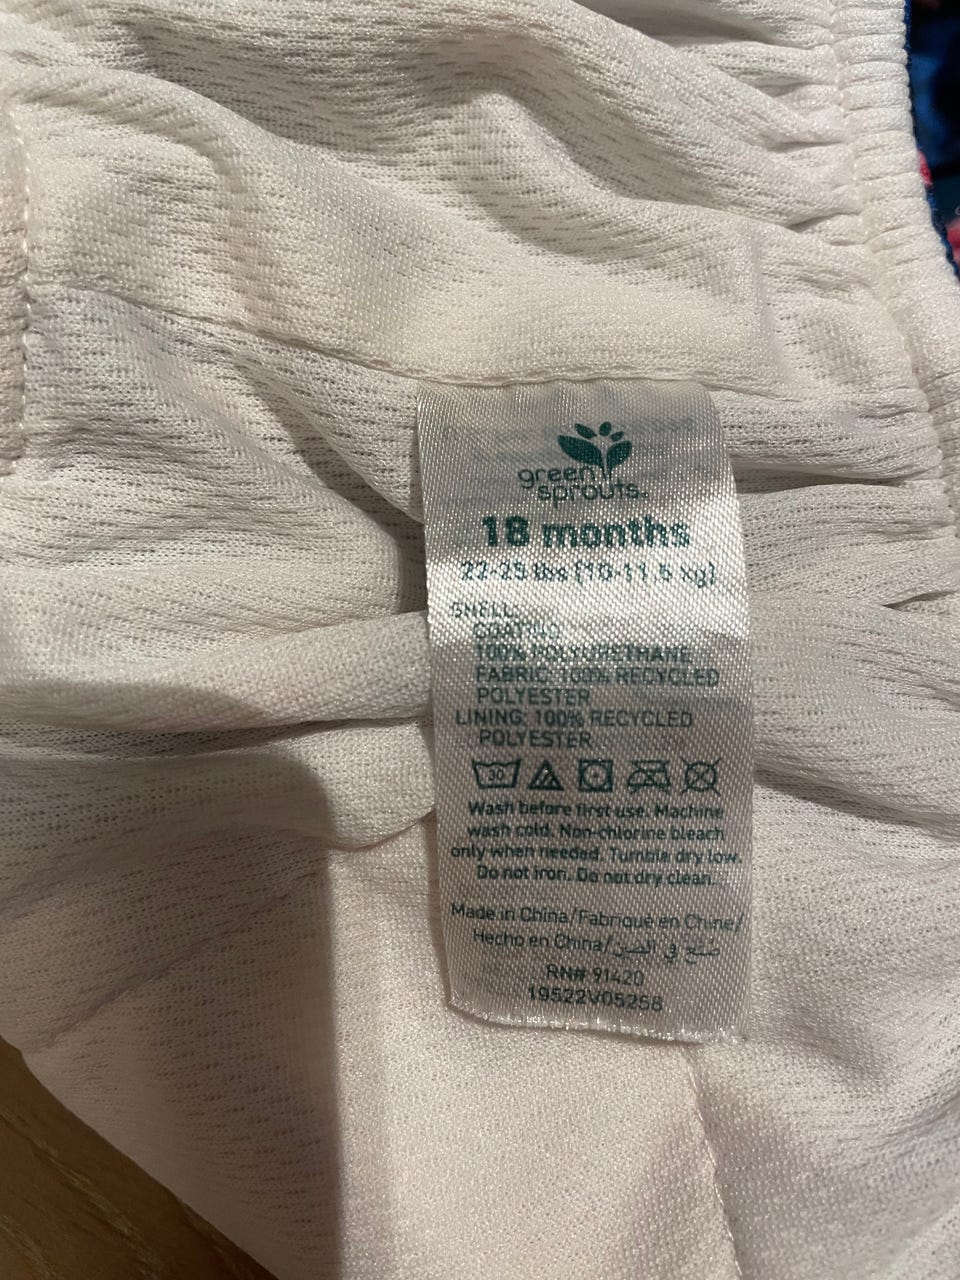 green
sprouts.
18 months
22-25 lbs (10-11.5 kg)
SHELL:
COATING
100% POLYURETHANE
FABRIC: 100% RECYCLED
POLYESTER
LINING: 100% RECYCLED
POLYESTER
30
Wash before first use. Machine
wash cold. Non-chlorine bleach
only when needed. Tumble dry low.
Do not iron. Do not dry clean.
Made in China/Fabriqué en Chine/
Hecho en China/صنع في الصين
RN# 91420
19522V05258